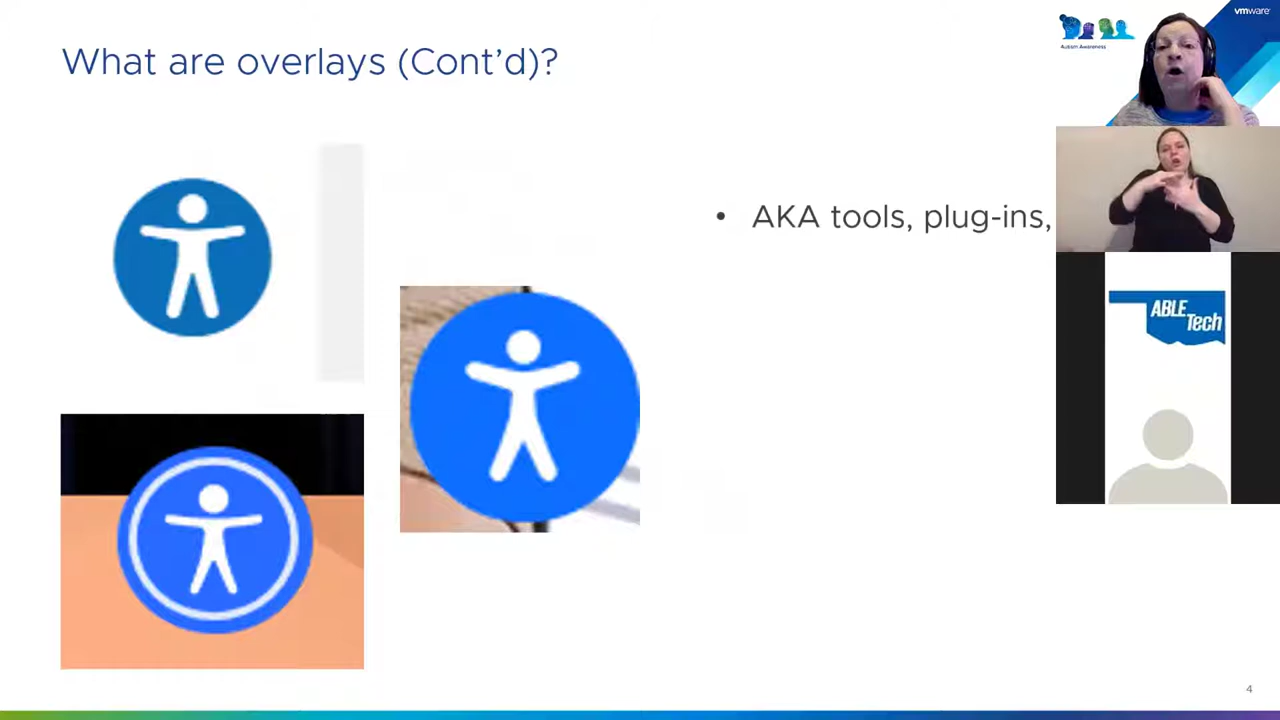 What are overlays (Cont’d)?
vmware
Autism Awareness
• AKA tools, plug-ins,
ABLE
Tech
4